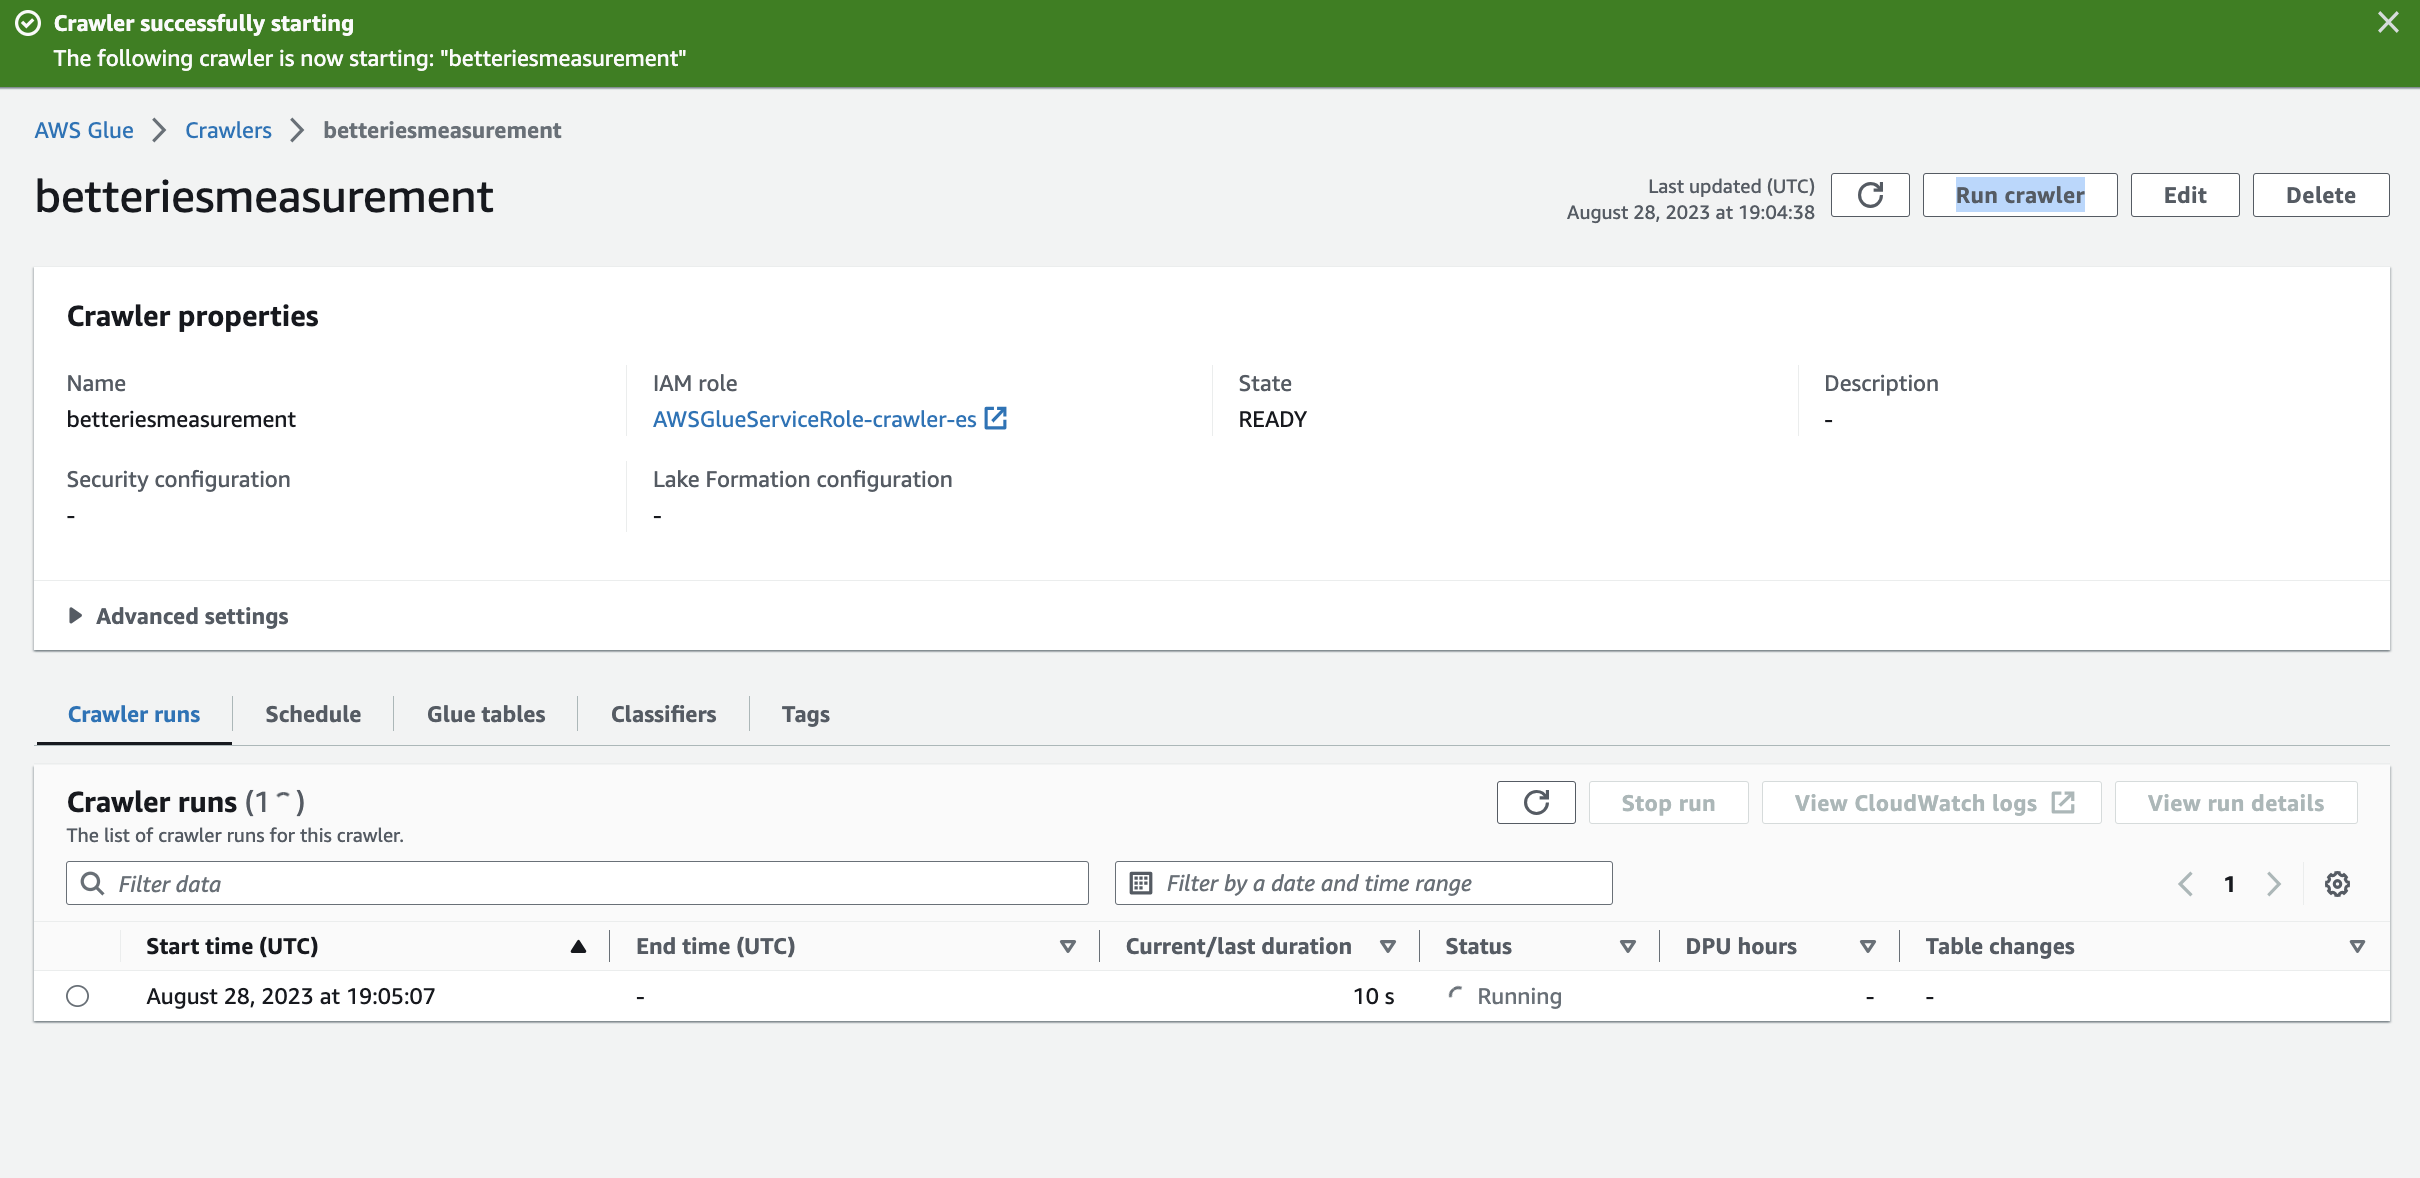 Crawler successfully starting
The following crawler is now starting: "betteriesmeasurement"
AWS Glue
Crawlers
betteriesmeasurement
betteriesmeasurement
Last updated (UTC)
August 28, 2023 at 19:04:38
Run crawler
Edit
Delete
Crawler properties
Name
betteriesmeasurement
IAM role
AWSGlueServiceRole-crawler-es
State
READY
Description
-
Security configuration
-
Lake Formation configuration
-
Advanced settings
Crawler runs
Schedule
Glue tables
Classifiers
Tags
Crawler runs (1 )
The list of crawler runs for this crawler.
Stop run
View CloudWatch logs
View run details
Filter data
Filter by a date and time range
1
Start time (UTC)
End time (UTC)
Current/last duration
Status
DPU hours
Table changes
August 28, 2023 at 19:05:07
-
10 s
Running
-
-